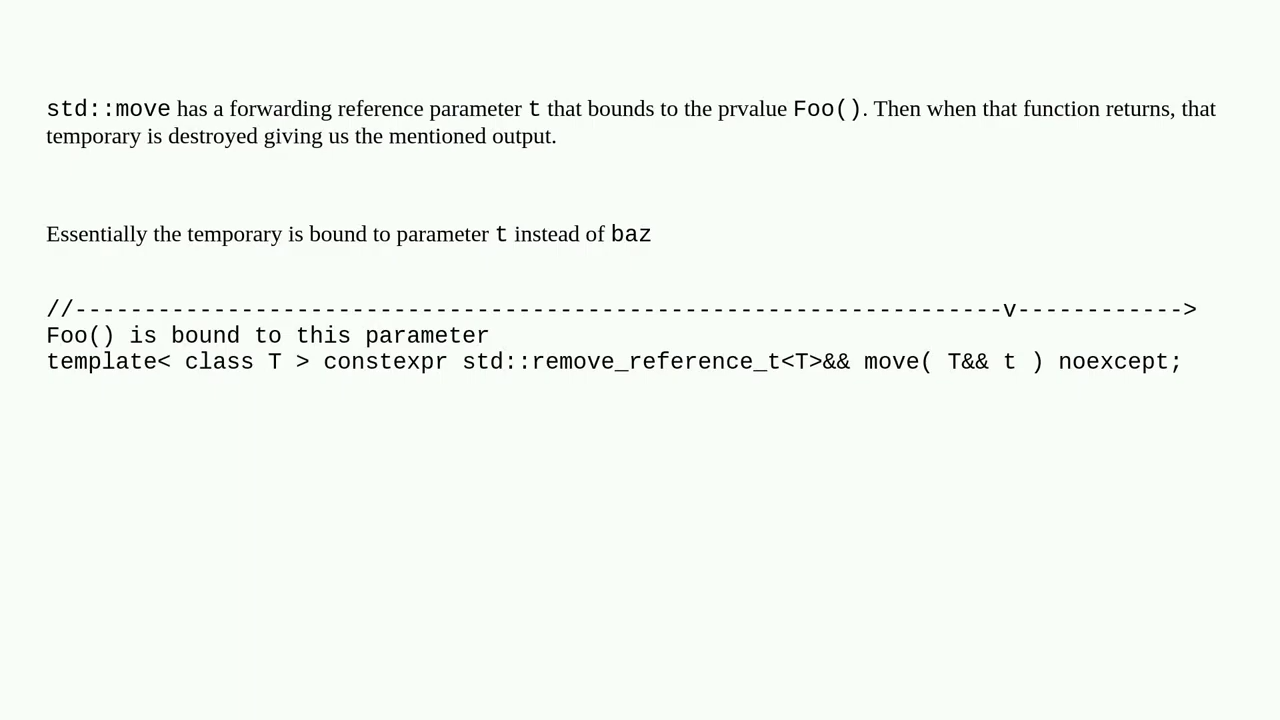 std::move has a forwarding reference parameter t that bounds to the prvalue Foo(). Then when that function returns, that
temporary is destroyed giving us the mentioned output.
Essentially the temporary is bound to parameter t instead of baz
//-------------------------------------------------------------------v------------>
Foo() is bound to this parameter
template< class T > constexpr std::remove_reference_t<T>&& move( T&& t ) noexcept;